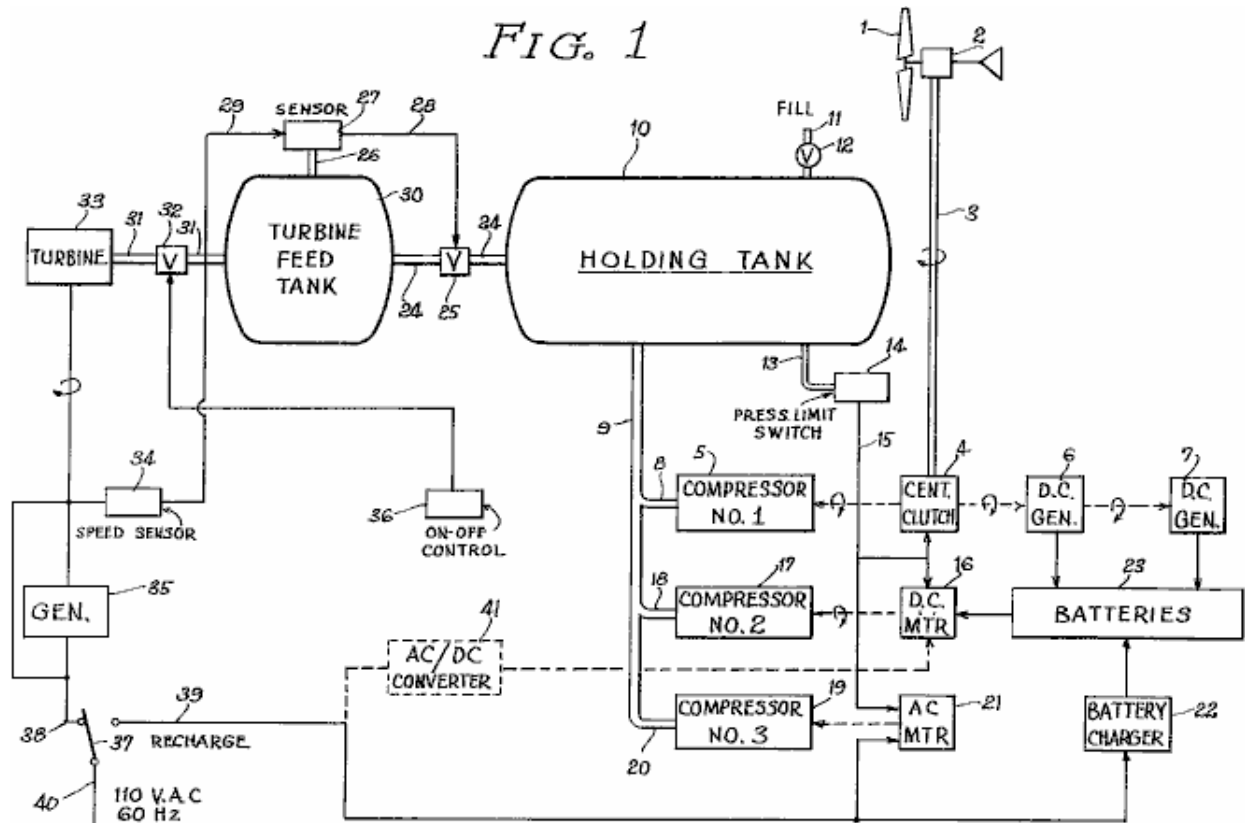 FIG. 1
1
2
29
SENSOR
27
28
FILL
11
12
V
10
26
30
33
32
31
31
TURBINE
V
TURBINE
FEED
TANK
24
V
24
25
HOLDING TANK
3
13
14
PRESS. LIMIT
SWITCH
9
15
34
SPEED SENSOR
36
ON-OFF
CONTROL
8
5
COMPRESSOR
NO. 1
4
CENT.
CLUTCH
6
D.C.
GEN.
7
D.C.
GEN.
35
GEN.
18
17
COMPRESSOR
NO. 2
16
D.C.
MTR
23
BATTERIES
41
AC/DC
CONVERTER
38
37
39
RECHARGE
19
COMPRESSOR
NO. 3
20
AC
MTR
21
BATTERY
CHARGER
22
40
110 V.A.C
60 Hz